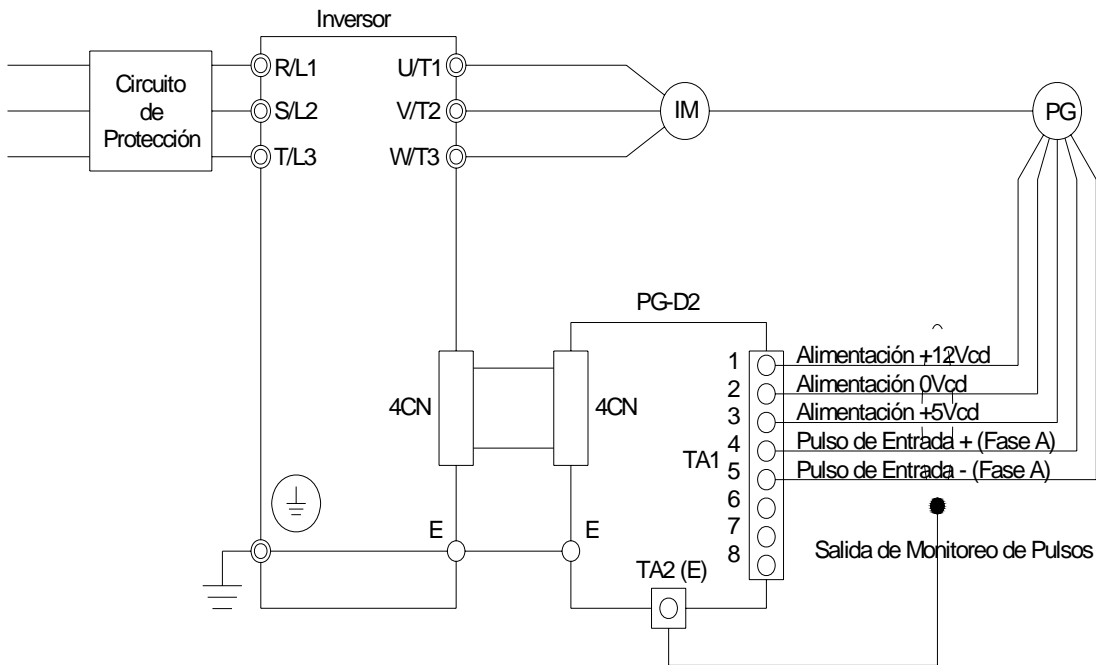 Inversor
Circuito
de
Protección
R/L1
S/L2
T/L3
U/T1
V/T2
W/T3
IM
PG
PG-D2
4CN
4CN
TA1
1
2
3
4
5
6
7
8
Alimentación +12Vcd
Alimentación 0Vcd
Alimentación +5Vcd
Pulso de Entrada + (Fase A)
Pulso de Entrada - (Fase A)
Salida de Monitoreo de Pulsos
E
E
TA2 (E)